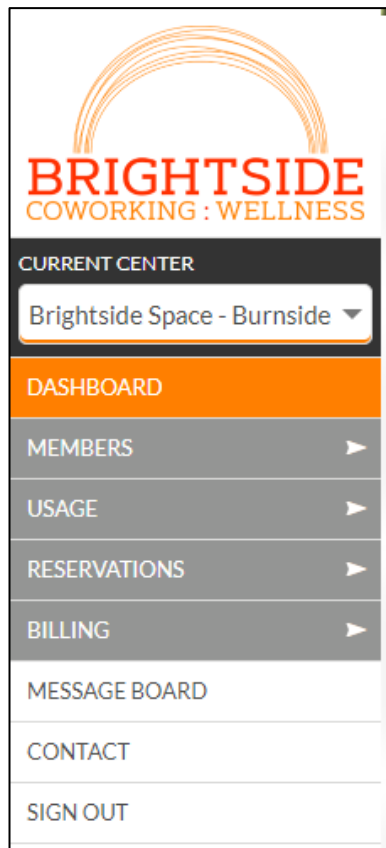 BRIGHTSIDE
COWORKING : WELLNESS
CURRENT CENTER
Brightside Space - Burnside
DASHBOARD
MEMBERS
USAGE
RESERVATIONS
BILLING
MESSAGE BOARD
CONTACT
SIGN OUT